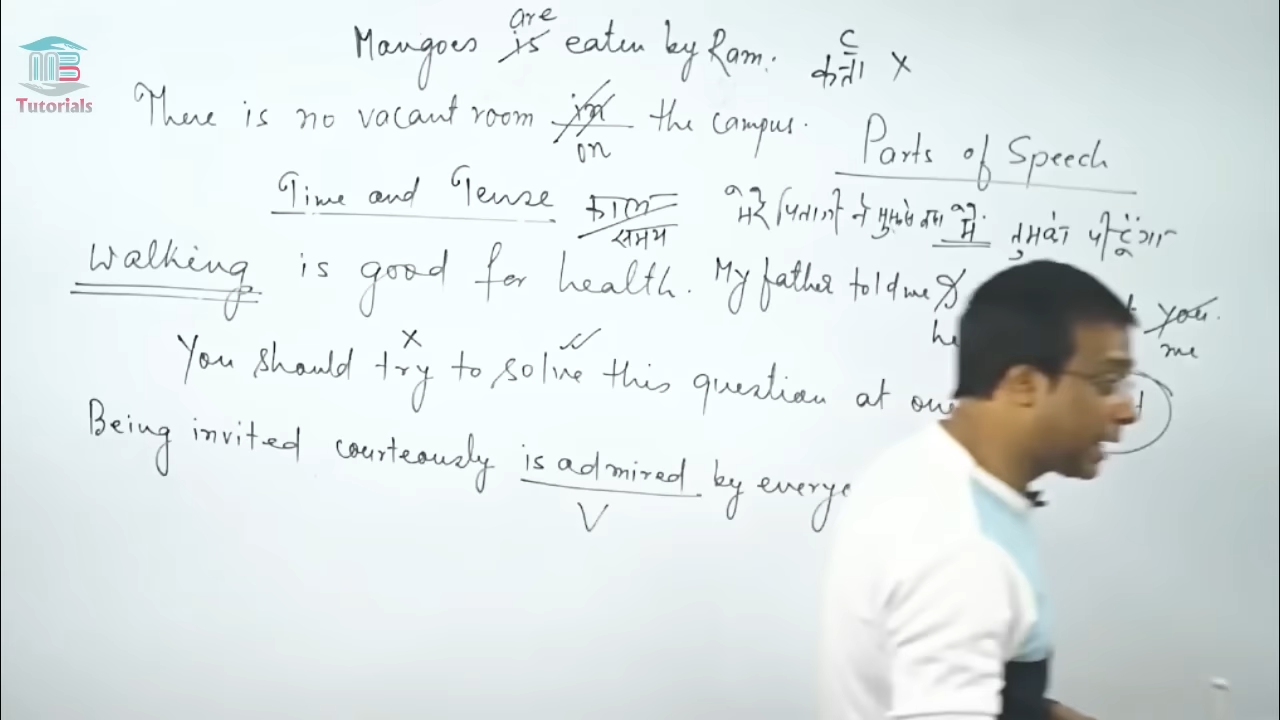 MB
Tutorials
are
Mangoes is eaten by Ram. C
कर्ता X
There is no vacant room in the campus.
on
Parts of Speech
Time and Tense काल
समय
मेरे पिताजी ने मुझसे कहा
Walking is good for health. My father told me
you.
me
X
You should try to solve this question at
Being invited courteously is admired by
V